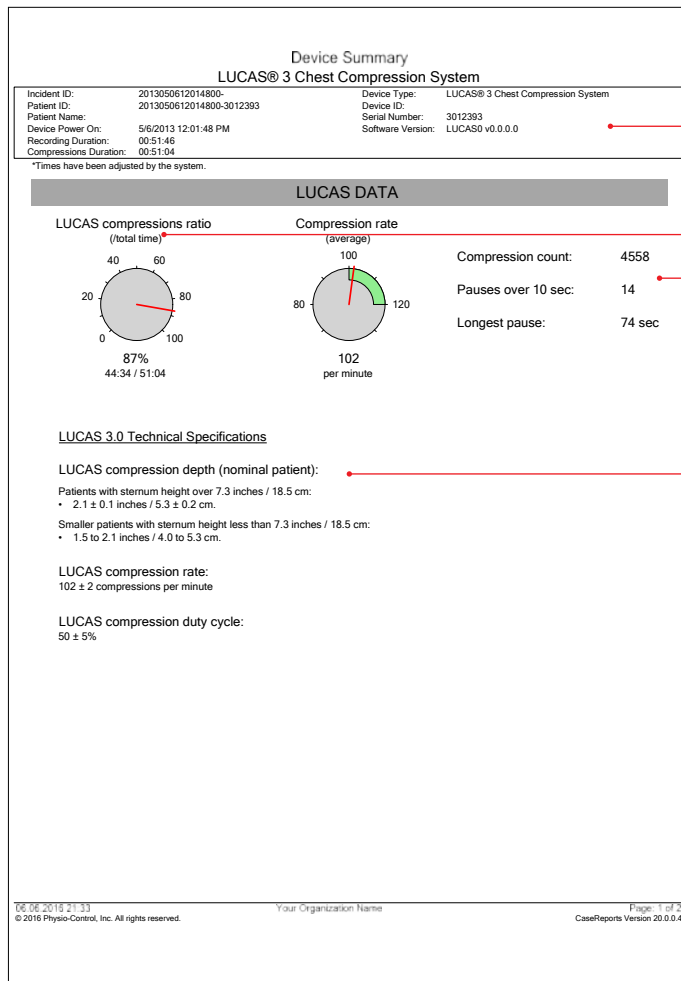 Device Summary
LUCAS® 3 Chest Compression System
Incident ID: 2013050612014800- Device Type: LUCAS® 3 Chest Compression System
Patient ID: 2013050612014800-3012393 Device ID:
Patient Name: Serial Number: 3012393
Device Power On: 5/6/2013 12:01:48 PM Software Version: LUCAS0 v0.0.0.0
Recording Duration: 00:51:46
Compressions Duration: 00:51:04
*Times have been adjusted by the system.
LUCAS DATA
LUCAS compressions ratio
(/total time)
0 20 40 60 80 100
87%
44:34 / 51:04
Compression rate
(average)
80 100 120
102
per minute
Compression count: 4558
Pauses over 10 sec: 14
Longest pause: 74 sec
LUCAS 3.0 Technical Specifications
LUCAS compression depth (nominal patient):
Patients with sternum height over 7.3 inches / 18.5 cm:
• 2.1 ± 0.1 inches / 5.3 ± 0.2 cm.
Smaller patients with sternum height less than 7.3 inches / 18.5 cm:
• 1.5 to 2.1 inches / 4.0 to 5.3 cm.
LUCAS compression rate:
102 ± 2 compressions per minute
LUCAS compression duty cycle:
50 ± 5%
06.06.2016 21:33 Your Organization Name Page: 1 of 2
© 2016 Physio-Control, Inc. All rights reserved. CaseReports Version 20.0.0.4